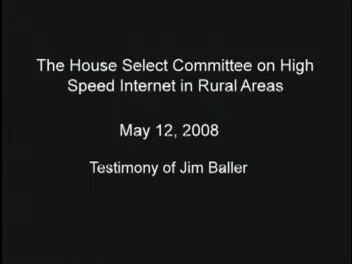 The House Select Committee on High
Speed Internet in Rural Areas
May 12, 2008
Testimony of Jim Baller